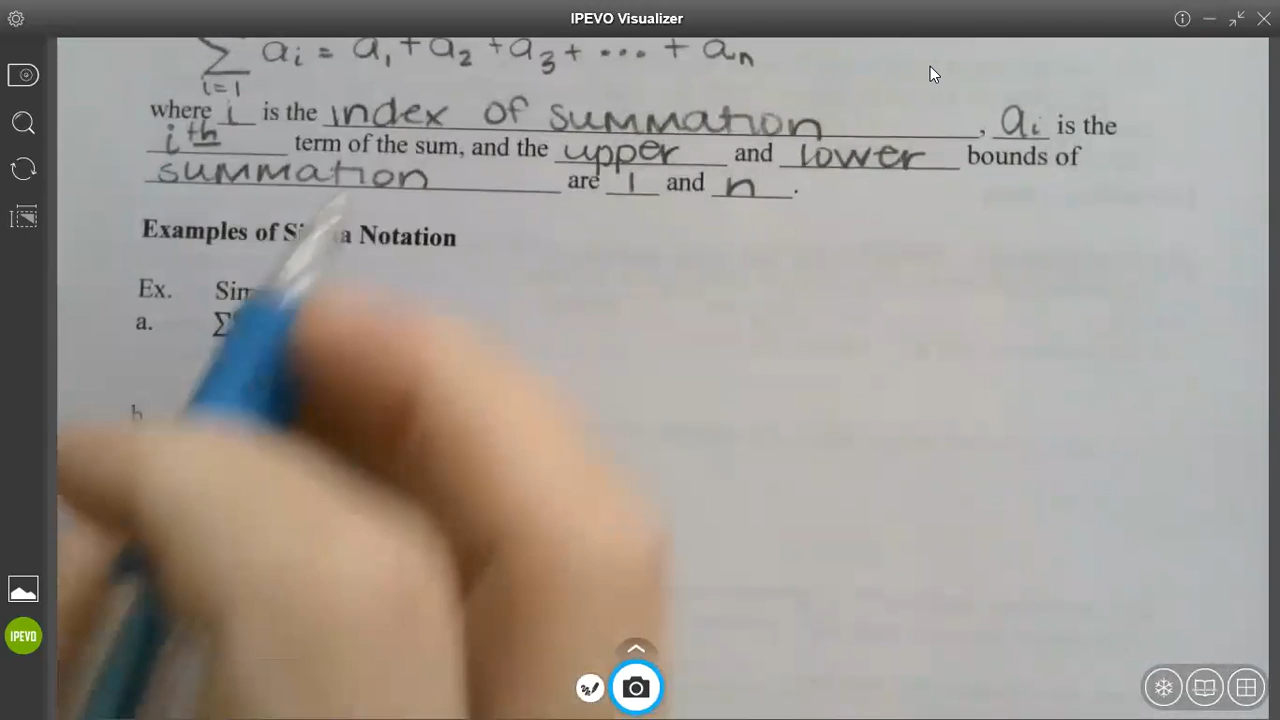 IPEVO Visualizer
∑ aᵢ = a₁ + a₂ + a₃ + ... + aₙ
i=1
where i is the index of summation, aᵢ is the
ith term of the sum, and the upper and lower bounds of
summation are 1 and n.
Examples of Notation
Ex.
a. ∑
b
IPEVO